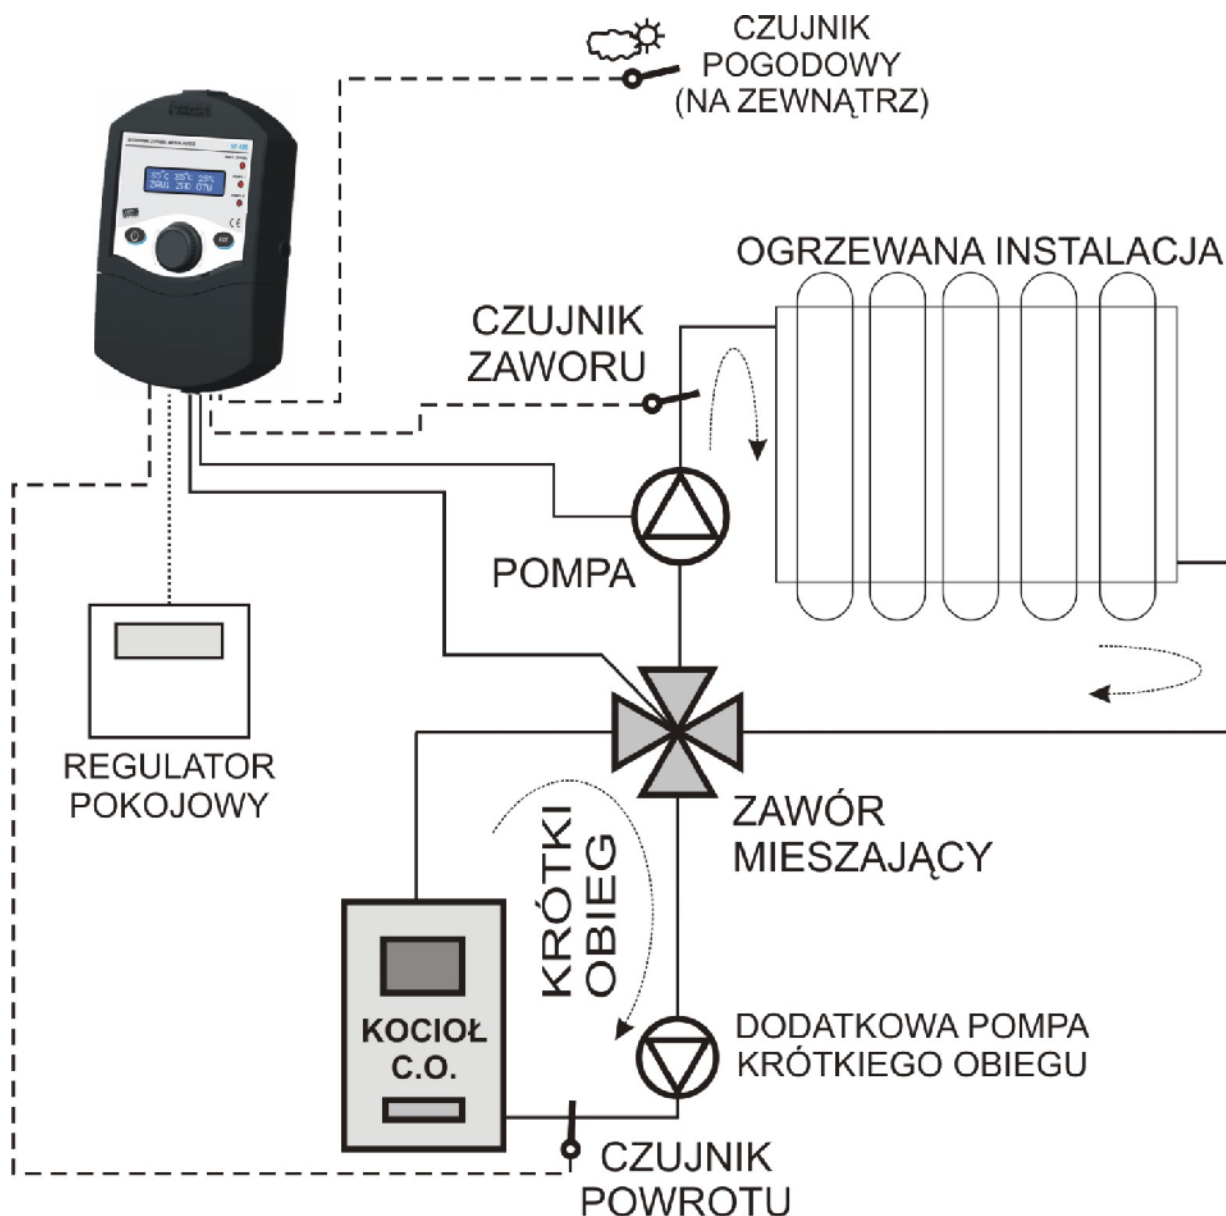 CZUJNIK
POGODOWY
(NA ZEWNĄTRZ)
OGRZEWANA INSTALACJA
CZUJNIK
ZAWORU
POMPA
REGULATOR
POKOJOWY
ZAWÓR
MIESZAJĄCY
KRÓTKI
OBIEG
KOCIOŁ
C.O.
DODATKOWA POMPA
KRÓTKIEGO OBIEGU
CZUJNIK
POWROTU